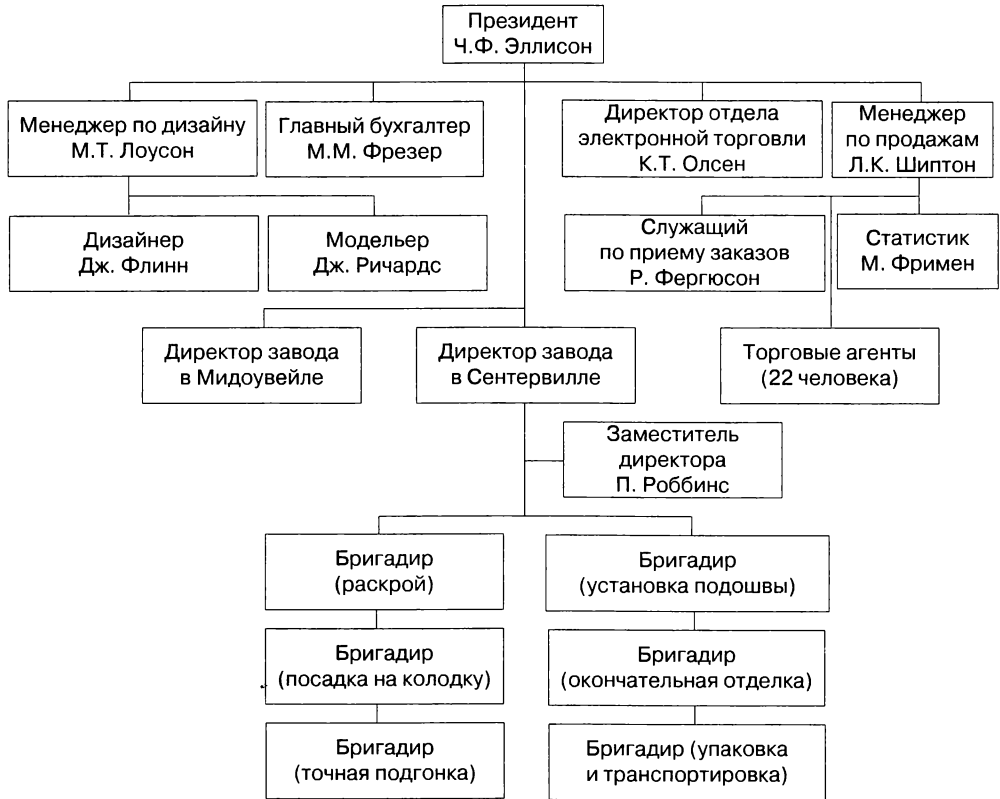 Президент
Ч.Ф. Эллисон
Менеджер по дизайну
М.Т. Лоусон
Главный бухгалтер
М.М. Фрезер
Директор отдела
электронной торговли
К.Т. Олсен
Менеджер
по продажам
Л.К. Шиптон
Дизайнер
Дж. Флинн
Модельер
Дж. Ричардс
Служащий
по приему заказов
Р. Фергюсон
Статистик
М. Фримен
Директор завода
в Мидоувейле
Директор завода
в Сентервилле
Торговые агенты
(22 человека)
Заместитель
директора
П. Роббинс
Бригадир
(раскрой)
Бригадир
(установка подошвы)
Бригадир
(посадка на колодку)
Бригадир
(окончательная отделка)
Бригадир
(точная подгонка)
Бригадир (упаковка
и транспортировка)